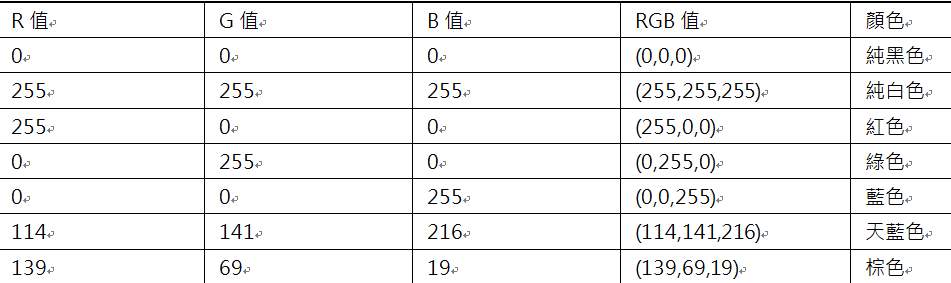 R 值 G 值 B 值 RGB 值 顏色
0 0 0 (0,0,0) 純黑色
255 255 255 (255,255,255) 純白色
255 0 0 (255,0,0) 紅色
0 255 0 (0,255,0) 綠色
0 0 255 (0,0,255) 藍色
114 141 216 (114,141,216) 天藍色
139 69 19 (139,69,19) 棕色